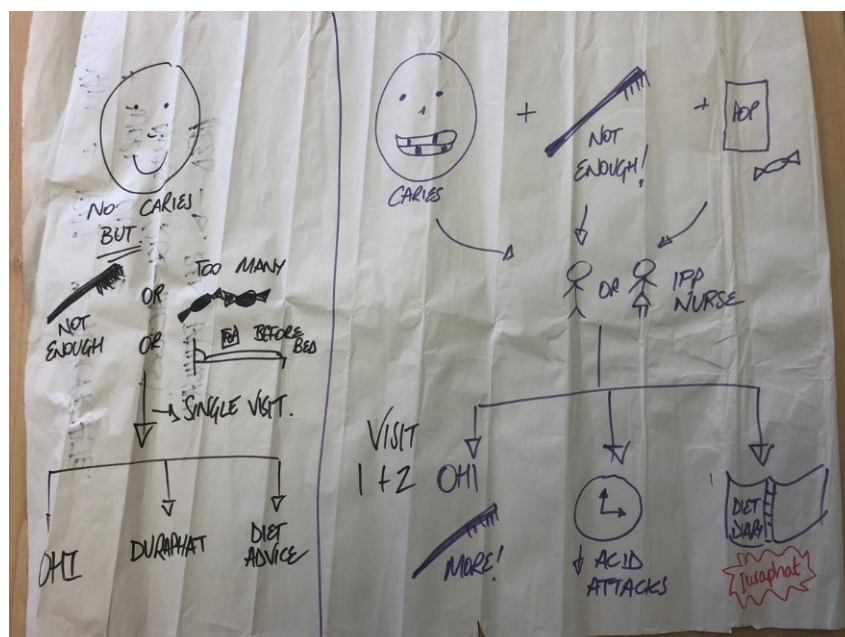 NO CARIES
BUT
NOT
ENOUGH
OR
TOO MANY
OR
BEFORE
BED
SINGLE VISIT.
OHI
DURAPHAT
DIET
ADVICE
CARIES
+
NOT
ENOUGH!
+
POP
OR
IPP
NURSE
VISIT
1+2
OHI
MORE!
↓ ACID
ATTACKS
DIET
DIARY
Duraphat